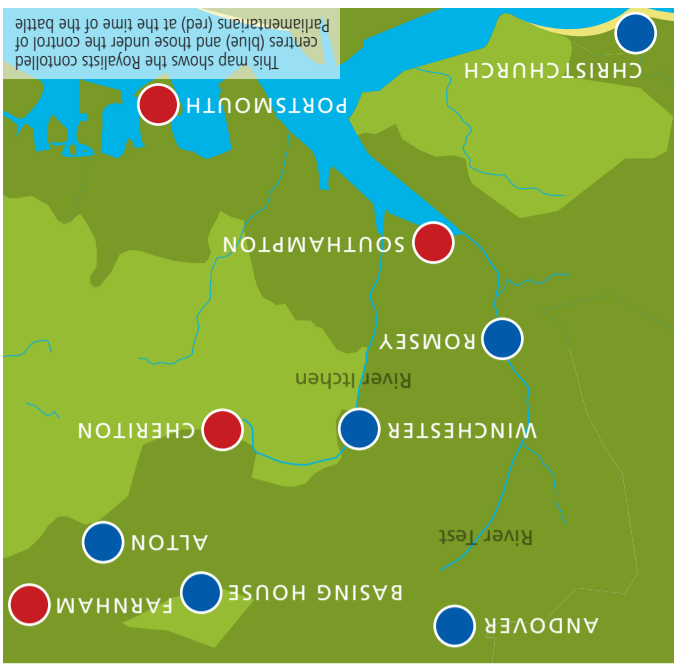 ANDOVER
BASING HOUSE
FARNHAM
ALTON
River Test
WINCHESTER
CHERITON
River Itchen
ROMSEY
SOUTHAMPTON
PORTSMOUTH
CHRISTCHURCH
This map shows the Royalists contolled
centres (blue) and those under the control of
Parliamentarians (red) at the time of the battle